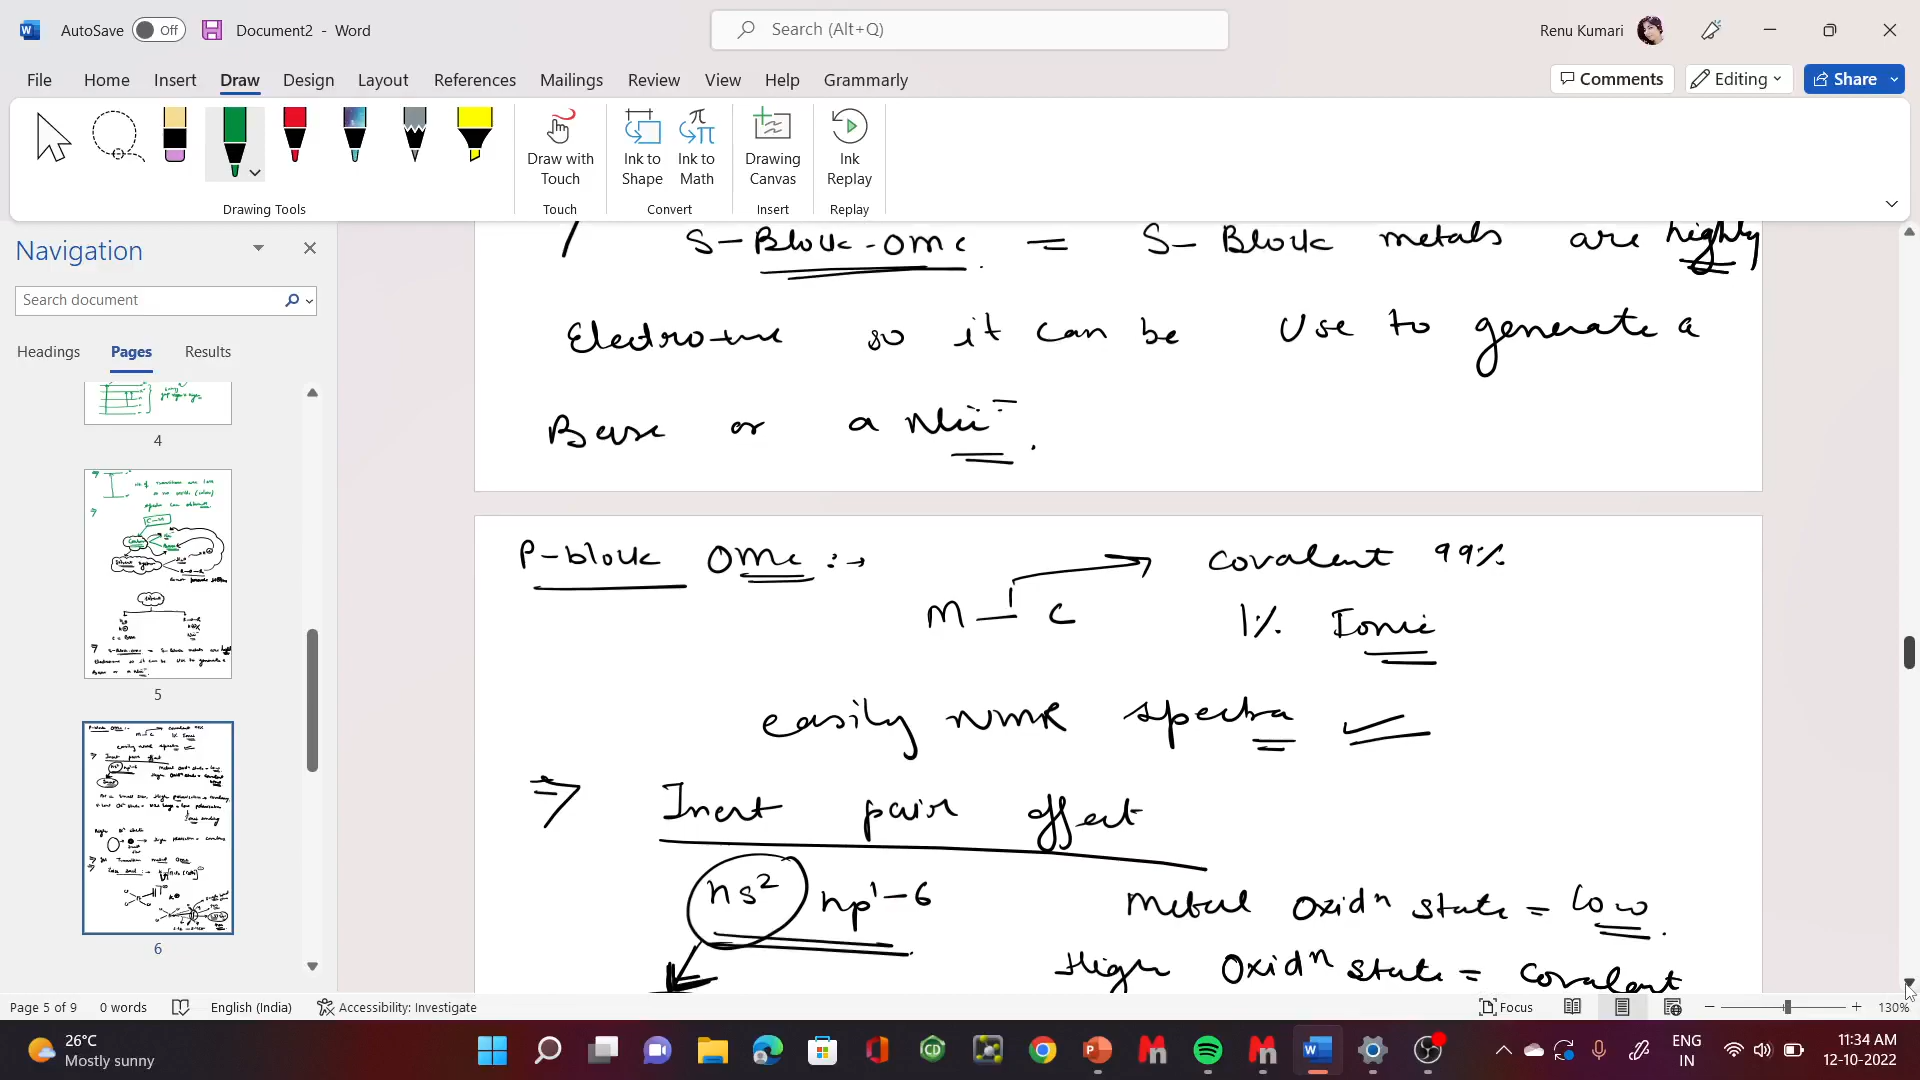 AutoSave Off Document2 - Word Search (Alt+Q) Renu Kumari
File Home Insert Draw Design Layout References Mailings Review View Help Grammarly Comments Editing Share
Draw with Touch
Ink to Shape
Ink to Math
Drawing Canvas
Ink Replay
Drawing Tools Touch Convert Insert Replay
Navigation
Search document
Headings Pages Results
4
5
6
S-Block-OMC = S-Block metals are highly
Electro+ve so it can be Use to generate a
Base or a Nu⁻.
P-block OMC :→ Covalent 99%
M — C 1% Ionic
easily NMR spectra
⇒ Inert pair effect
ns² np¹⁻⁶ Metal Oxidⁿ state = low.
High Oxidⁿ state = Covalent
Page 5 of 9 0 words English (India) Accessibility: Investigate Focus 130%
26°C
Mostly sunny
ENG
IN
11:34 AM
12-10-2022